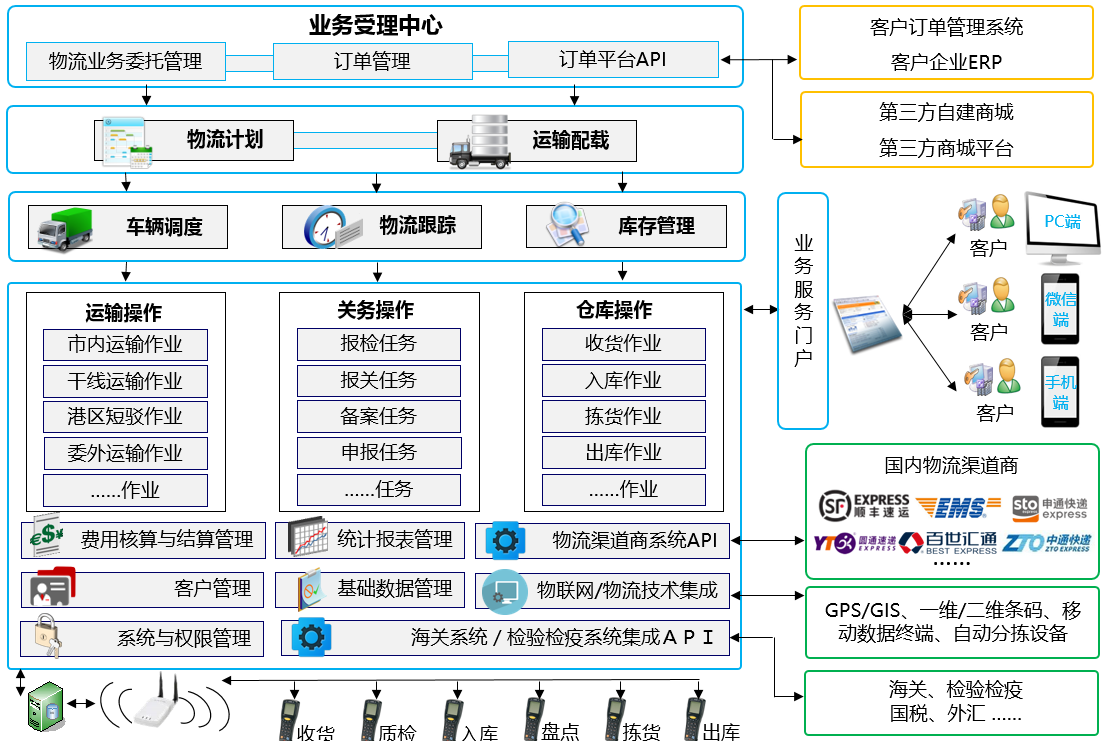 业务受理中心
物流业务委托管理
订单管理
订单平台API
客户订单管理系统
客户企业ERP
第三方自建商城
第三方商城平台
物流计划
运输配载
车辆调度
物流跟踪
库存管理
业务服务门户
客户
PC端
客户
微信
端
客户
手机
端
运输操作
市内运输作业
干线运输作业
港区短驳作业
委外运输作业
......作业
关务操作
报检任务
报关任务
备案任务
申报任务
......任务
仓库操作
收货作业
入库作业
拣货作业
出库作业
......作业
费用核算与结算管理
统计报表管理
物流渠道商系统API
客户管理
基础数据管理
物联网/物流技术集成
系统与权限管理
海关系统 / 检验检疫系统集成ＡＰＩ
国内物流渠道商
SF EXPRESS
顺丰速运
EMS
sto 申通快递
express
YTO 圆通速递
EXPRESS
百世汇通
BEST EXPRESS
ZTO 中通快递
ZTO EXPRESS
······
GPS/GIS、一维/二维条码、移
动数据终端、自动分拣设备
海关、检验检疫
国税、外汇 ......
收货
质检
入库
盘点
拣货
出库